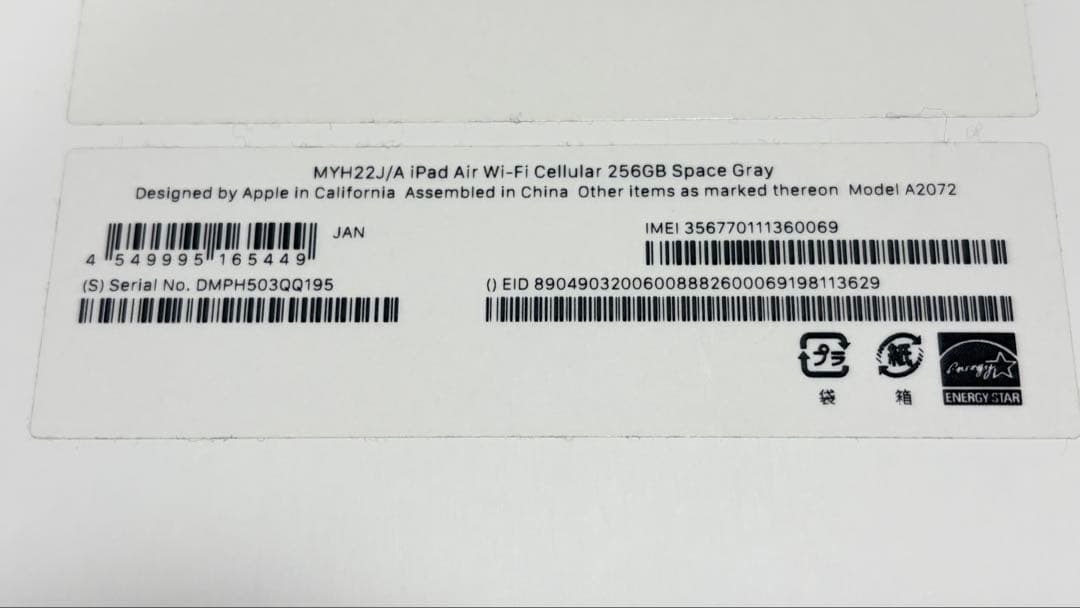 MYH22J/A iPad Air Wi-Fi Cellular 256GB Space Gray
Designed by Apple in California Assembled in China Other items as marked thereon Model A2072
JAN
4 549995 165449
IMEI 356770111360069
(S) Serial No. DMPH503QQ195
() EID 89049032006008882600069198113629
プラ
袋
紙
箱
energy
ENERGY STAR